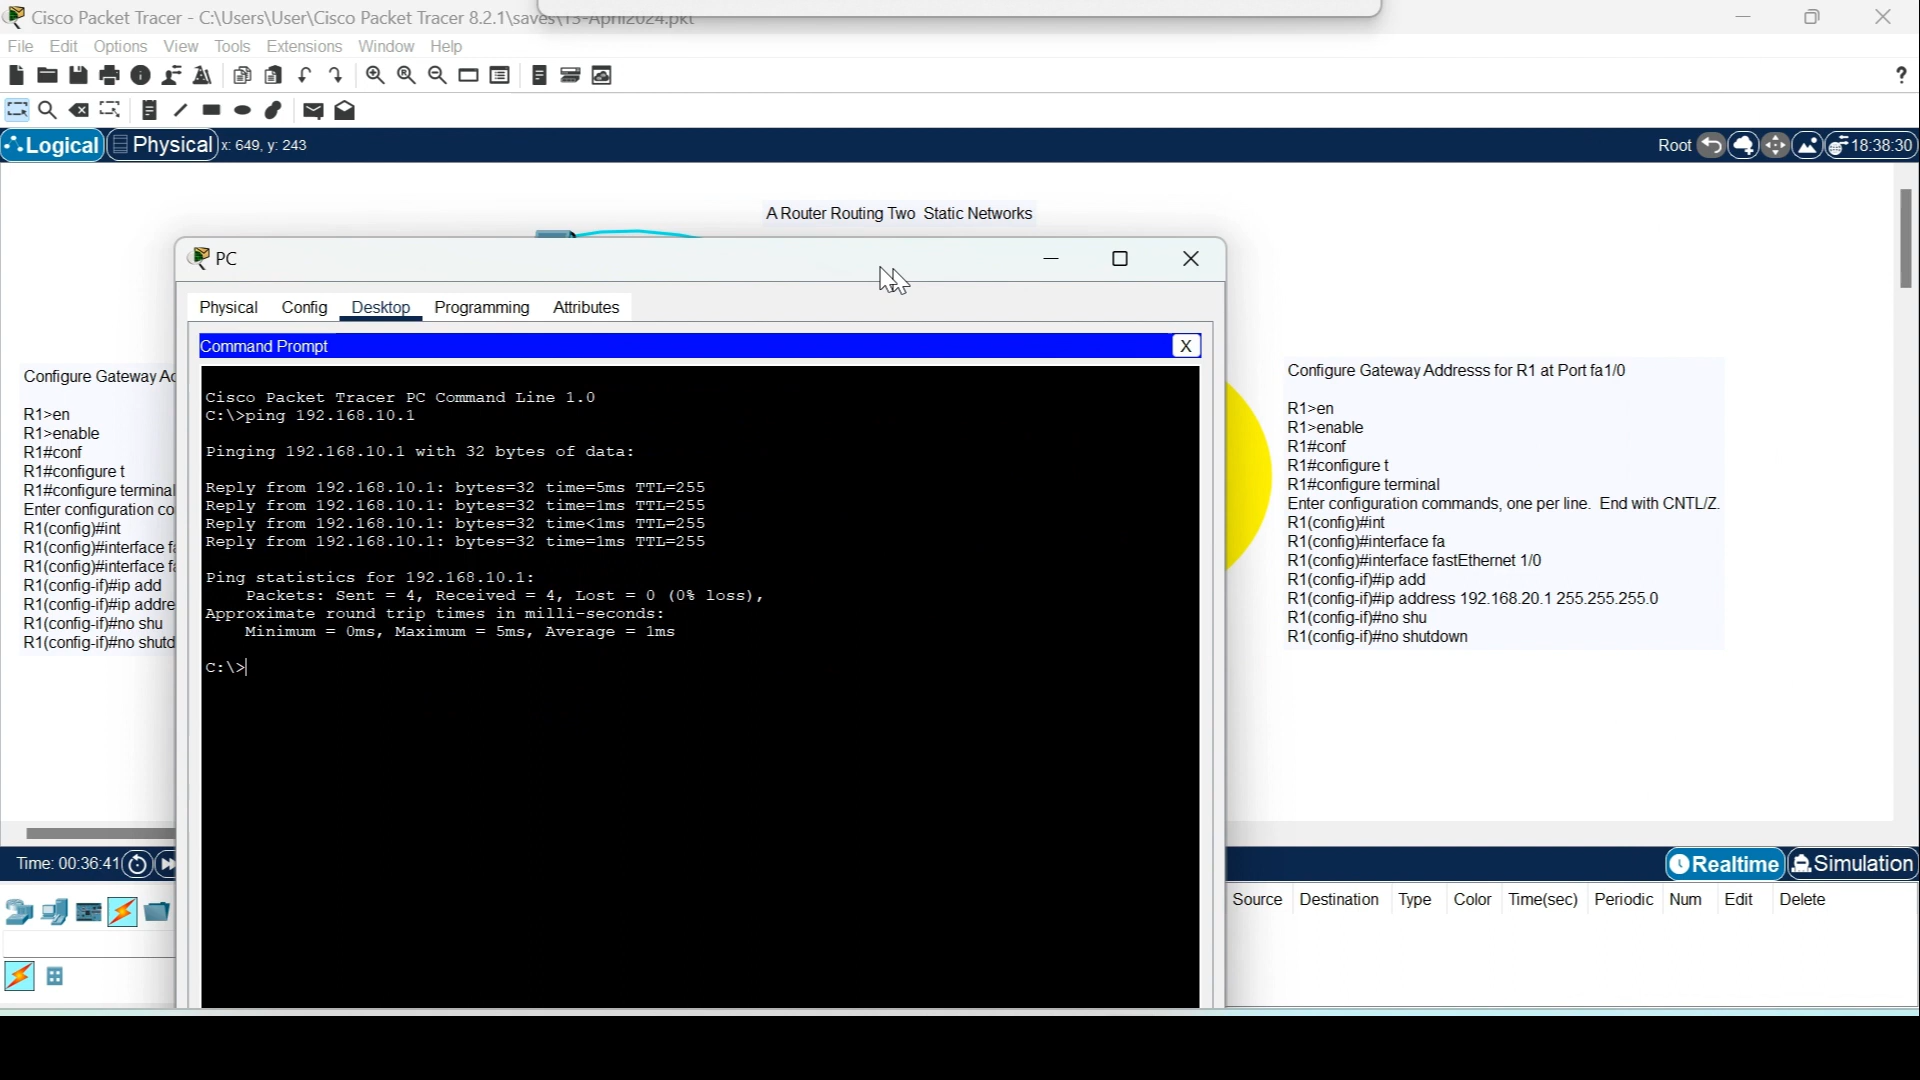 Cisco Packet Tracer - C:\Users\User\Cisco Packet Tracer 8.2.1\saves\13-April2024.pkt
File Edit Options View Tools Extensions Window Help
?
Logical Physical x: 649, y: 243 Root 18:38:30
A Router Routing Two Static Networks
PC
Physical Config Desktop Programming Attributes
Command Prompt X
Cisco Packet Tracer PC Command Line 1.0
C:\>ping 192.168.10.1
Pinging 192.168.10.1 with 32 bytes of data:
Reply from 192.168.10.1: bytes=32 time=5ms TTL=255
Reply from 192.168.10.1: bytes=32 time=1ms TTL=255
Reply from 192.168.10.1: bytes=32 time<1ms TTL=255
Reply from 192.168.10.1: bytes=32 time=1ms TTL=255
Ping statistics for 192.168.10.1:
Packets: Sent = 4, Received = 4, Lost = 0 (0% loss),
Approximate round trip times in milli-seconds:
Minimum = 0ms, Maximum = 5ms, Average = 1ms
C:\>
Configure Gateway
R1>en
R1>enable
R1#conf
R1#configure t
R1#configure terminal
Enter configuration co
R1(config)#int
R1(config)#interface f
R1(config)#interface f
R1(config-if)#ip add
R1(config-if)#ip addre
R1(config-if)#no shu
R1(config-if)#no shutd
Configure Gateway Addresss for R1 at Port fa1/0
R1>en
R1>enable
R1#conf
R1#configure t
R1#configure terminal
Enter configuration commands, one per line. End with CNTL/Z.
R1(config)#int
R1(config)#interface fa
R1(config)#interface fastEthernet 1/0
R1(config-if)#ip add
R1(config-if)#ip address 192.168.20.1 255.255.255.0
R1(config-if)#no shu
R1(config-if)#no shutdown
Time: 00:36:41 Realtime Simulation
Source Destination Type Color Time(sec) Periodic Num Edit Delete